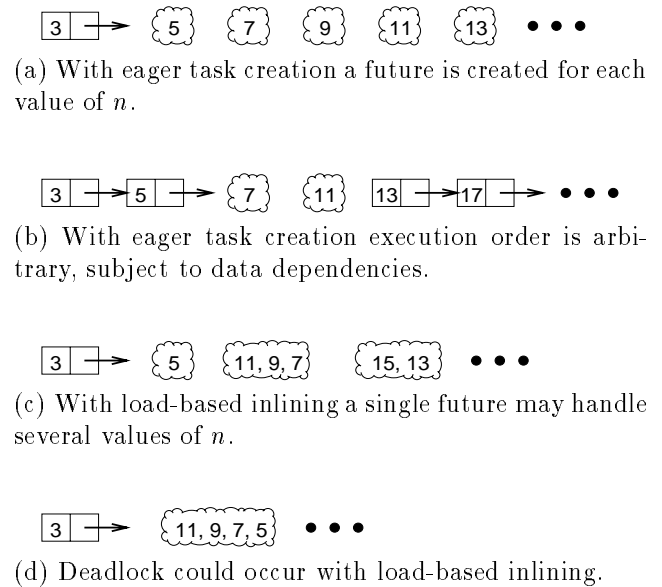 3 5 7 9 11 13 • • •
(a) With eager task creation a future is created for each
value of n.
3 5 7 11 13 17 • • •
(b) With eager task creation execution order is arbi-
trary, subject to data dependencies.
3 5 11, 9, 7 15, 13 • • •
(c) With load-based inlining a single future may handle
several values of n.
3 11, 9, 7, 5 • • •
(d) Deadlock could occur with load-based inlining.